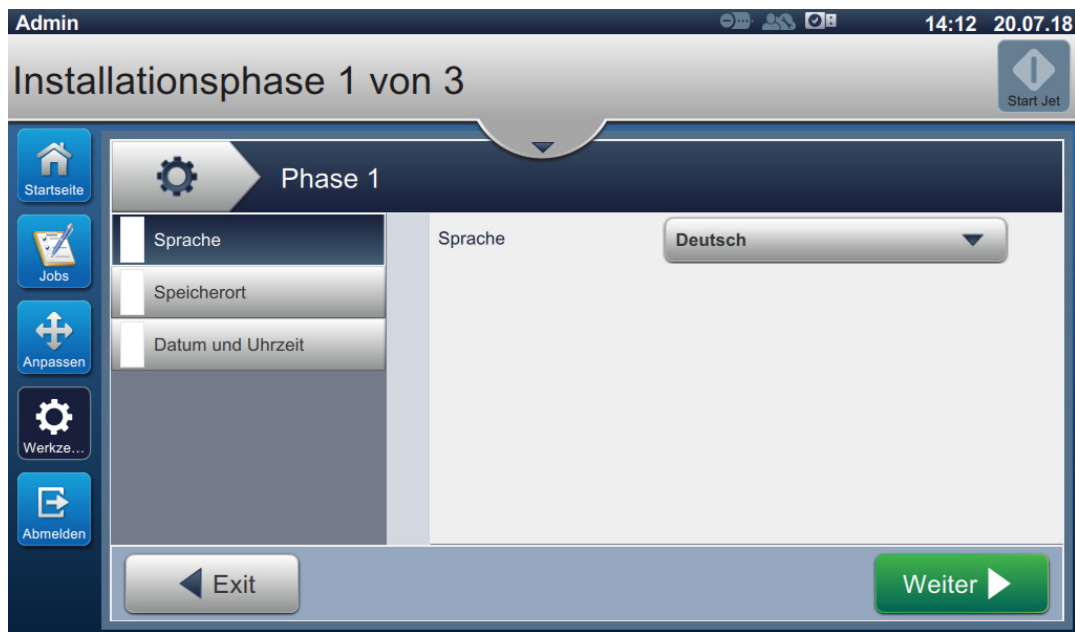 Admin 14:12 20.07.18
Installationsphase 1 von 3
Start Jet
Startseite
Jobs
Anpassen
Werkze...
Abmelden
Phase 1
Sprache
Speicherort
Datum und Uhrzeit
Sprache Deutsch
Exit
Weiter